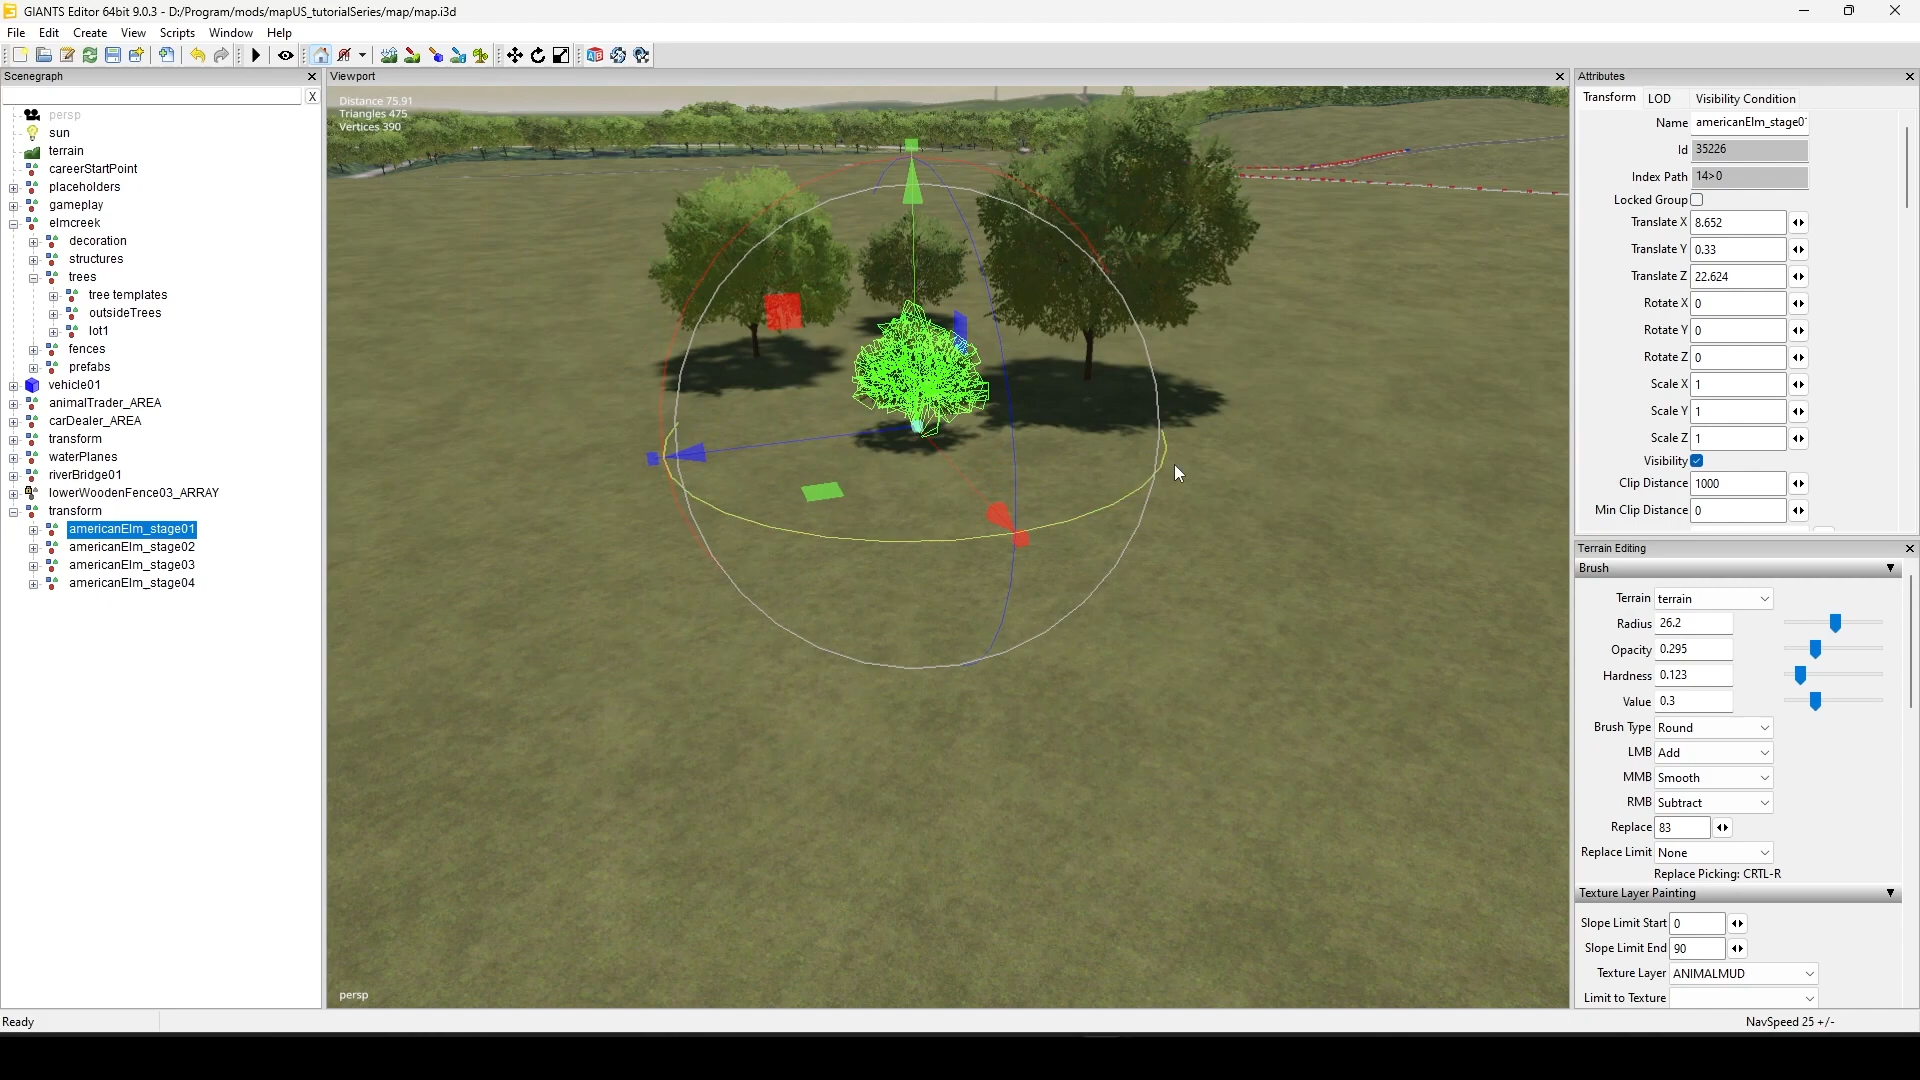 GIANTS Editor 64bit 9.0.3 - D:/Program/mods/mapUS_tutorialSeries/map/map.i3d
File Edit Create View Scripts Window Help
Scenegraph
X
persp
sun
terrain
careerStartPoint
placeholders
gameplay
elmcreek
decoration
structures
trees
tree templates
outsideTrees
lot1
fences
prefabs
vehicle01
animalTrader_AREA
carDealer_AREA
transform
waterPlanes
riverBridge01
lowerWoodenFence03_ARRAY
transform
americanElm_stage01
americanElm_stage02
americanElm_stage03
americanElm_stage04
Viewport
Distance 75.91
Triangles 475
Vertices 390
persp
Attributes
Transform LOD Visibility Condition
Name americanElm_stage0
Id 35226
Index Path 14>0
Locked Group
Translate X 8.652
Translate Y 0.33
Translate Z 22.624
Rotate X 0
Rotate Y 0
Rotate Z 0
Scale X 1
Scale Y 1
Scale Z 1
Visibility
Clip Distance 1000
Min Clip Distance 0
Terrain Editing
Brush
Terrain terrain
Radius 26.2
Opacity 0.295
Hardness 0.123
Value 0.3
Brush Type Round
LMB Add
MMB Smooth
RMB Subtract
Replace 83
Replace Limit None
Replace Picking: CRTL-R
Texture Layer Painting
Slope Limit Start 0
Slope Limit End 90
Texture Layer ANIMALMUD
Limit to Texture
Ready
NavSpeed 25 +/-